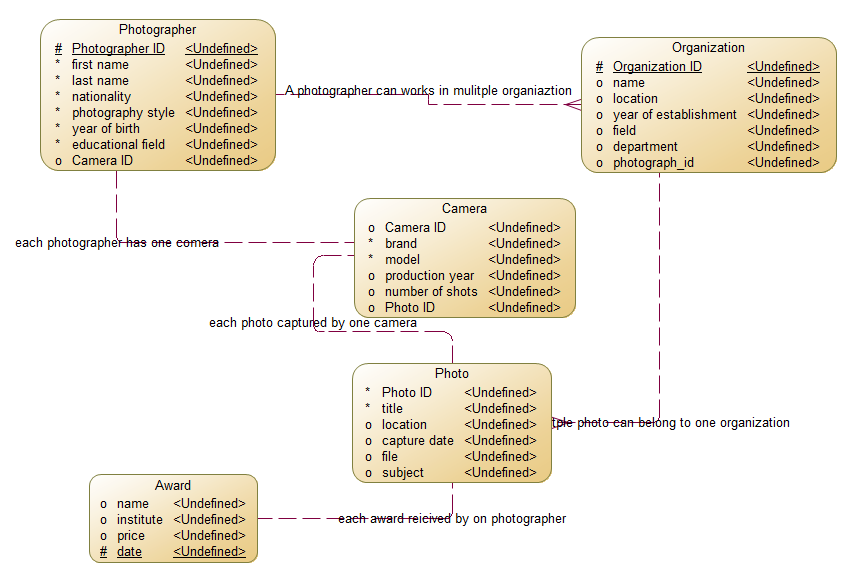 Photographer
# Photographer ID <Undefined>
* first name <Undefined>
* last name <Undefined>
* nationality <Undefined>
* photography style <Undefined>
* year of birth <Undefined>
* educational field <Undefined>
o Camera ID <Undefined>
Organization
# Organization ID <Undefined>
o name <Undefined>
o location <Undefined>
o year of establishment <Undefined>
o field <Undefined>
o department <Undefined>
o photograph_id <Undefined>
A photographer can works in mulitple organiaztion
Camera
o Camera ID <Undefined>
* brand <Undefined>
* model <Undefined>
o production year <Undefined>
o number of shots <Undefined>
o Photo ID <Undefined>
each photographer has one comera
each photo captured by one camera
Photo
* Photo ID <Undefined>
* title <Undefined>
o location <Undefined>
o capture date <Undefined>
o file <Undefined>
o subject <Undefined>
photo can belong to one organization
Award
o name <Undefined>
o institute <Undefined>
o price <Undefined>
# date <Undefined>
each award reicived by on photographer